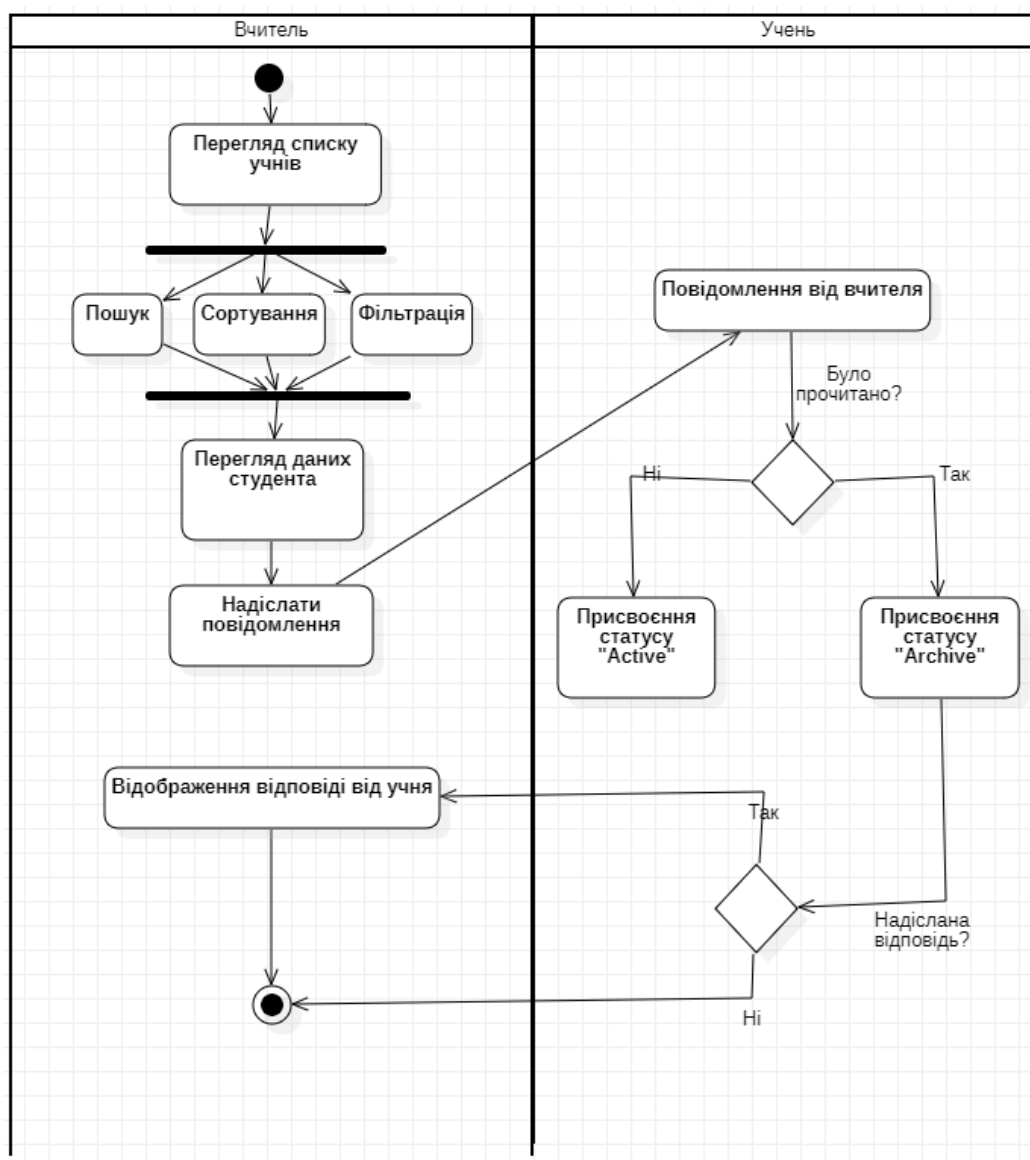 Вчитель
Учень
Перегляд списку
учнів
Пошук
Сортування
Фільтрація
Повідомлення від вчителя
Було
прочитано?
Перегляд даних
студента
Ні
Так
Надіслати
повідомлення
Присвоєння
статусу
"Active"
Присвоєння
статусу
"Archive"
Відображення відповіді від учня
Так
Надіслана
відповідь?
Ні